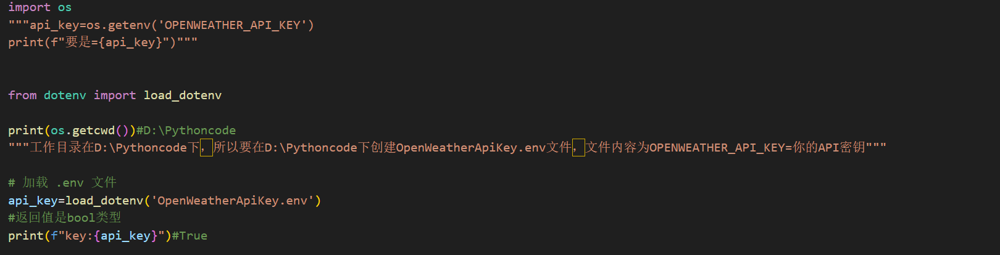 import os
"""api_key=os.getenv('OPENWEATHER_API_KEY')
print(f"要是={api_key}")"""
from dotenv import load_dotenv
print(os.getcwd())#D:\Pythoncode
"""工作目录在D:\Pythoncode下，所以要在D:\Pythoncode下创建OpenWeatherApiKey.env文件，文件内容为OPENWEATHER_API_KEY=你的API密钥"""
# 加载 .env 文件
api_key=load_dotenv('OpenWeatherApiKey.env')
#返回值是bool类型
print(f"key:{api_key}")#True